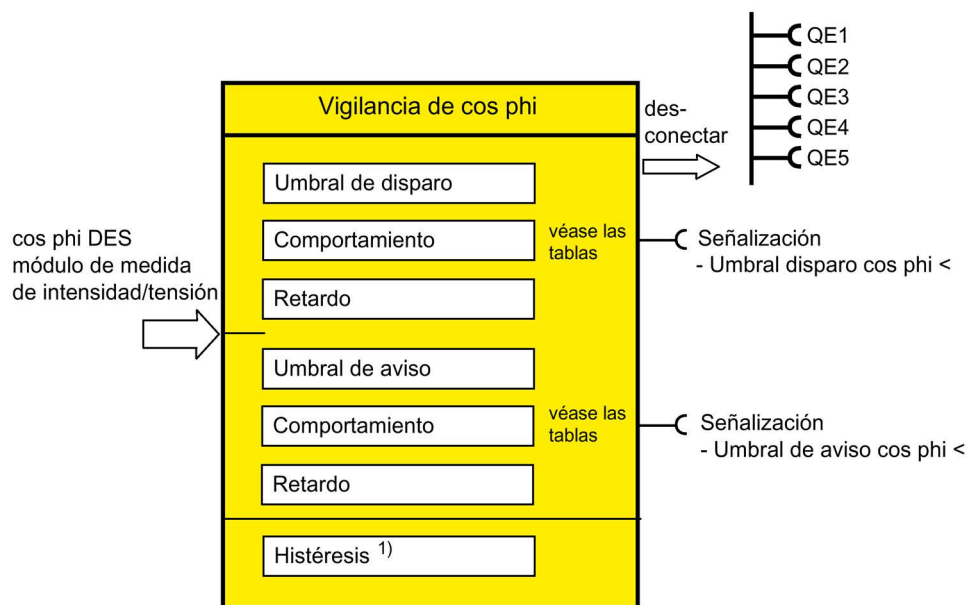 Vigilancia de cos phi
des-
conectar
QE1
QE2
QE3
QE4
QE5
cos phi DES
módulo de medida
de intensidad/tensión
Umbral de disparo
Comportamiento
véase las
tablas
Señalización
- Umbral disparo cos phi <
Retardo
Umbral de aviso
Comportamiento
véase las
tablas
Señalización
- Umbral de aviso cos phi <
Retardo
Histéresis 1)